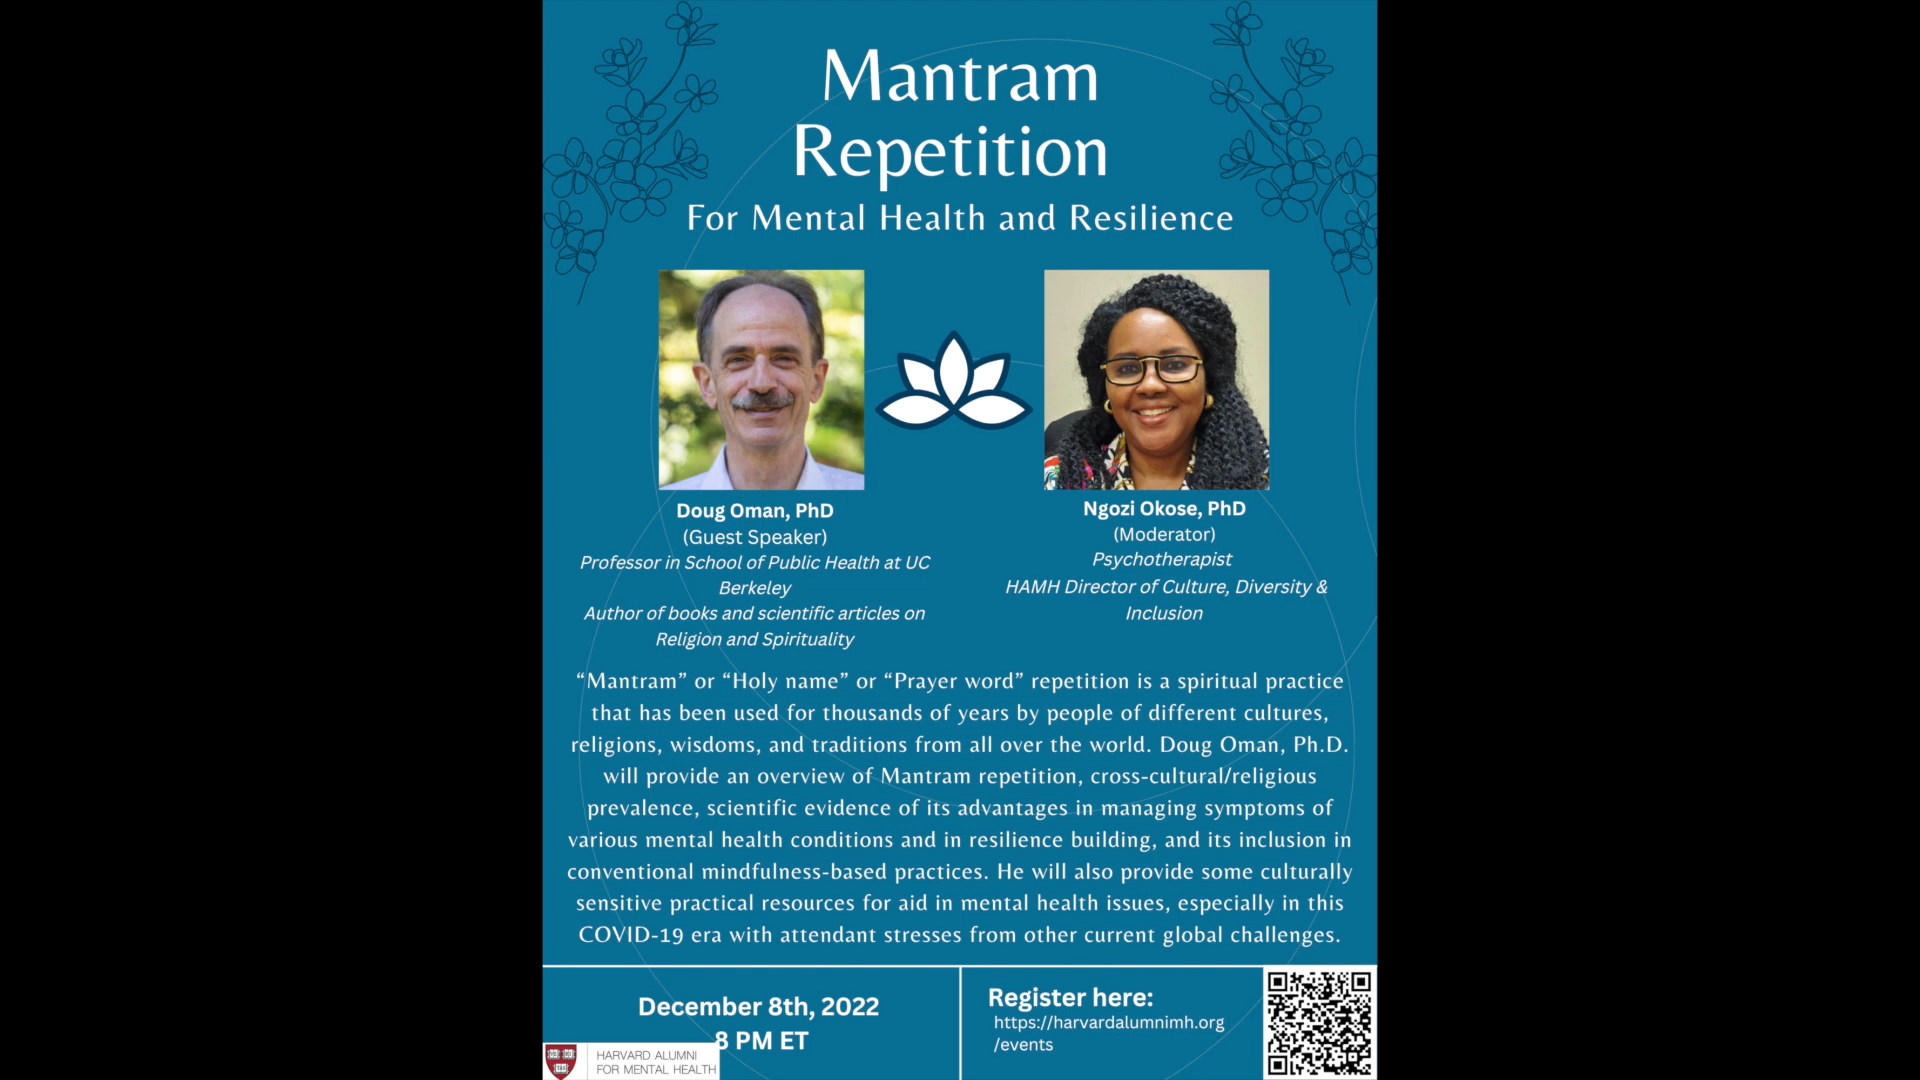 Mantram
Repetition
For Mental Health and Resilience
Doug Oman, PhD
(Guest Speaker)
Professor in School of Public Health at UC
Berkeley
Author of books and scientific articles on
Religion and Spirituality
Ngozi Okose, PhD
(Moderator)
Psychotherapist
HAMH Director of Culture, Diversity &
Inclusion
“Mantram” or “Holy name” or “Prayer word” repetition is a spiritual practice
that has been used for thousands of years by people of different cultures,
religions, wisdoms, and traditions from all over the world. Doug Oman, Ph.D.
will provide an overview of Mantram repetition, cross-cultural/religious
prevalence, scientific evidence of its advantages in managing symptoms of
various mental health conditions and in resilience building, and its inclusion in
conventional mindfulness-based practices. He will also provide some culturally
sensitive practical resources for aid in mental health issues, especially in this
COVID-19 era with attendant stresses from other current global challenges.
December 8th, 2022
8 PM ET
HARVARD ALUMNI
FOR MENTAL HEALTH
Register here:
https://harvardalumnimh.org
/events